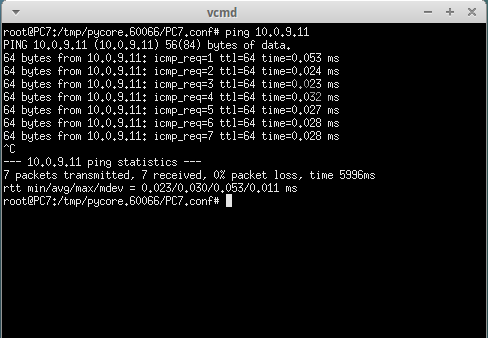 vcmd
root@PC7:/tmp/pycore.60066/PC7.conf# ping 10.0.9.11
PING 10.0.9.11 (10.0.9.11) 56(84) bytes of data.
64 bytes from 10.0.9.11: icmp_req=1 ttl=64 time=0.053 ms
64 bytes from 10.0.9.11: icmp_req=2 ttl=64 time=0.024 ms
64 bytes from 10.0.9.11: icmp_req=3 ttl=64 time=0.023 ms
64 bytes from 10.0.9.11: icmp_req=4 ttl=64 time=0.032 ms
64 bytes from 10.0.9.11: icmp_req=5 ttl=64 time=0.027 ms
64 bytes from 10.0.9.11: icmp_req=6 ttl=64 time=0.028 ms
64 bytes from 10.0.9.11: icmp_req=7 ttl=64 time=0.028 ms
^C
--- 10.0.9.11 ping statistics ---
7 packets transmitted, 7 received, 0% packet loss, time 5996ms
rtt min/avg/max/mdev = 0.023/0.030/0.053/0.011 ms
root@PC7:/tmp/pycore.60066/PC7.conf#